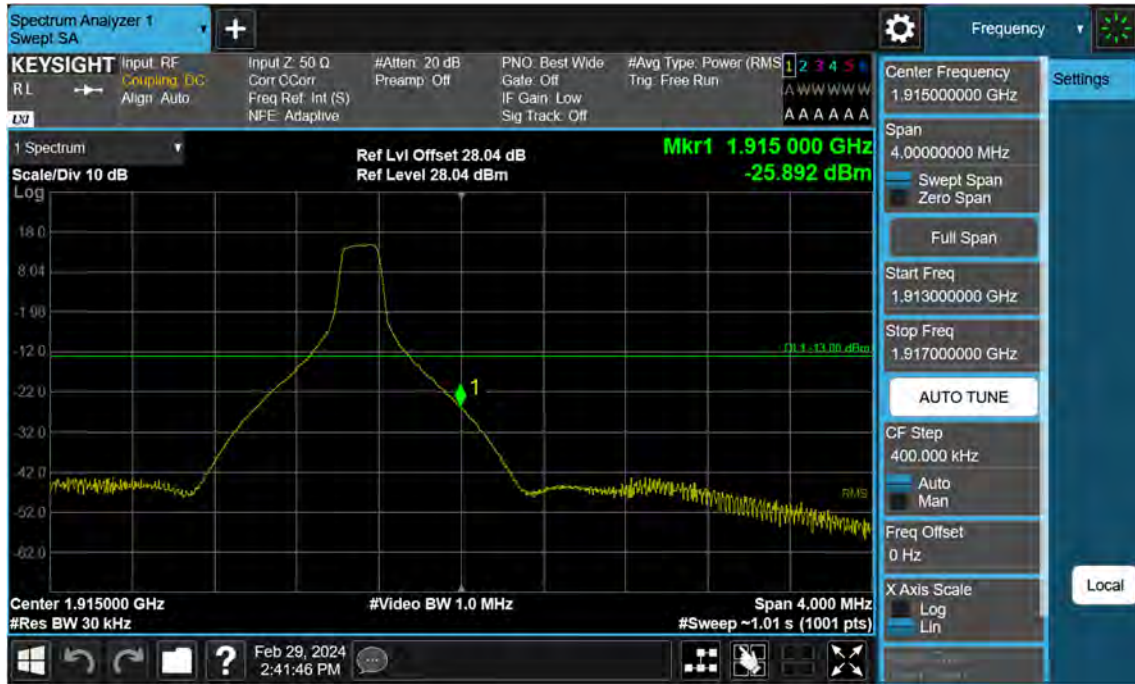 Spectrum Analyzer 1
Swept SA
+
Frequency
KEYSIGHT
RL
LXI
Input: RF
Coupling: DC
Align: Auto
Input Z: 50 Ω
Corr CCorr
Freq Ref: Int (S)
NFE: Adaptive
#Atten: 20 dB
Preamp: Off
PNO: Best Wide
Gate: Off
IF Gain: Low
Sig Track: Off
#Avg Type: Power (RMS
Trig: Free Run
1 2 3 4 5 6
A W W W W W
A A A A A A
1 Spectrum
Scale/Div 10 dB
Ref Lvl Offset 28.04 dB
Ref Level 28.04 dBm
Mkr1 1.915 000 GHz
-25.892 dBm
Log
18.0
8.04
-1.96
-12.0
-22.0
-32.0
-42.0
-52.0
-62.0
DL1 -13.00 dBm
1
RMS
Center 1.915000 GHz
#Res BW 30 kHz
#Video BW 1.0 MHz
Span 4.000 MHz
#Sweep ~1.01 s (1001 pts)
Center Frequency
1.915000000 GHz
Span
4.00000000 MHz
Swept Span
Zero Span
Full Span
Start Freq
1.913000000 GHz
Stop Freq
1.917000000 GHz
AUTO TUNE
CF Step
400.000 kHz
Auto
Man
Freq Offset
0 Hz
X Axis Scale
Log
Lin
Settings
Local
?
Feb 29, 2024
2:41:46 PM